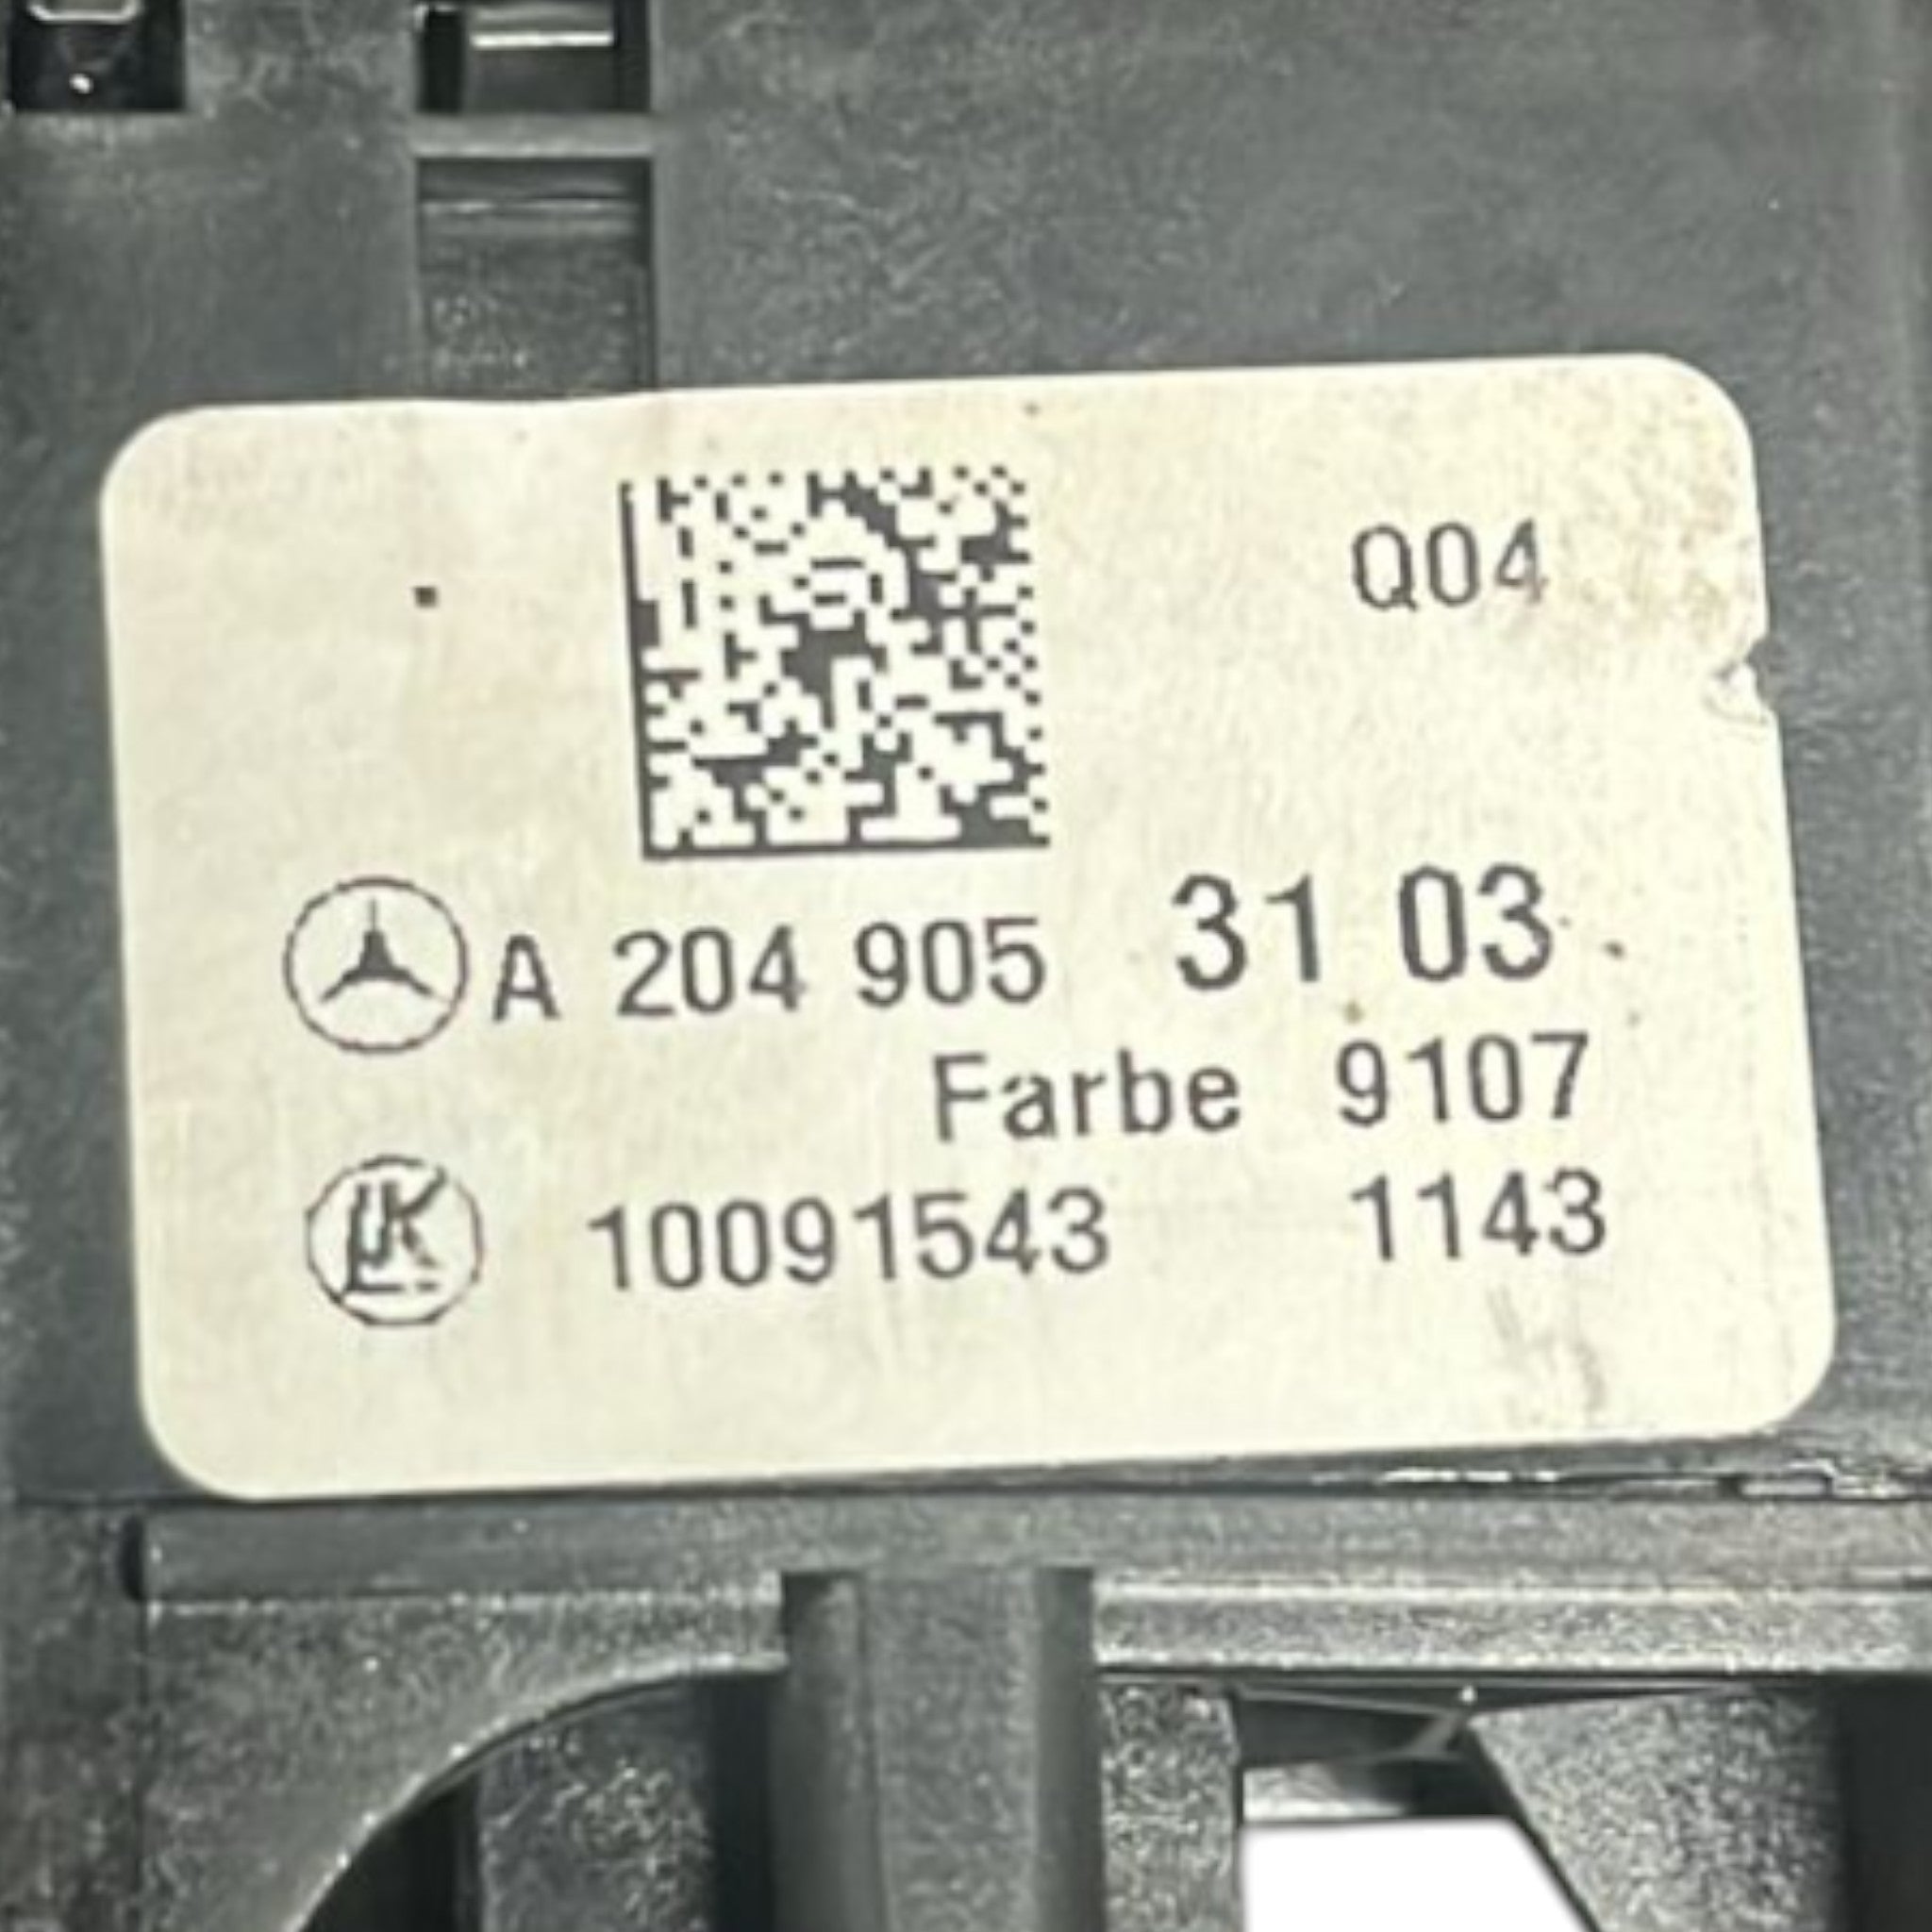 Q04
A 204 905 31 03
Farbe 9107
LK 10091543 1143